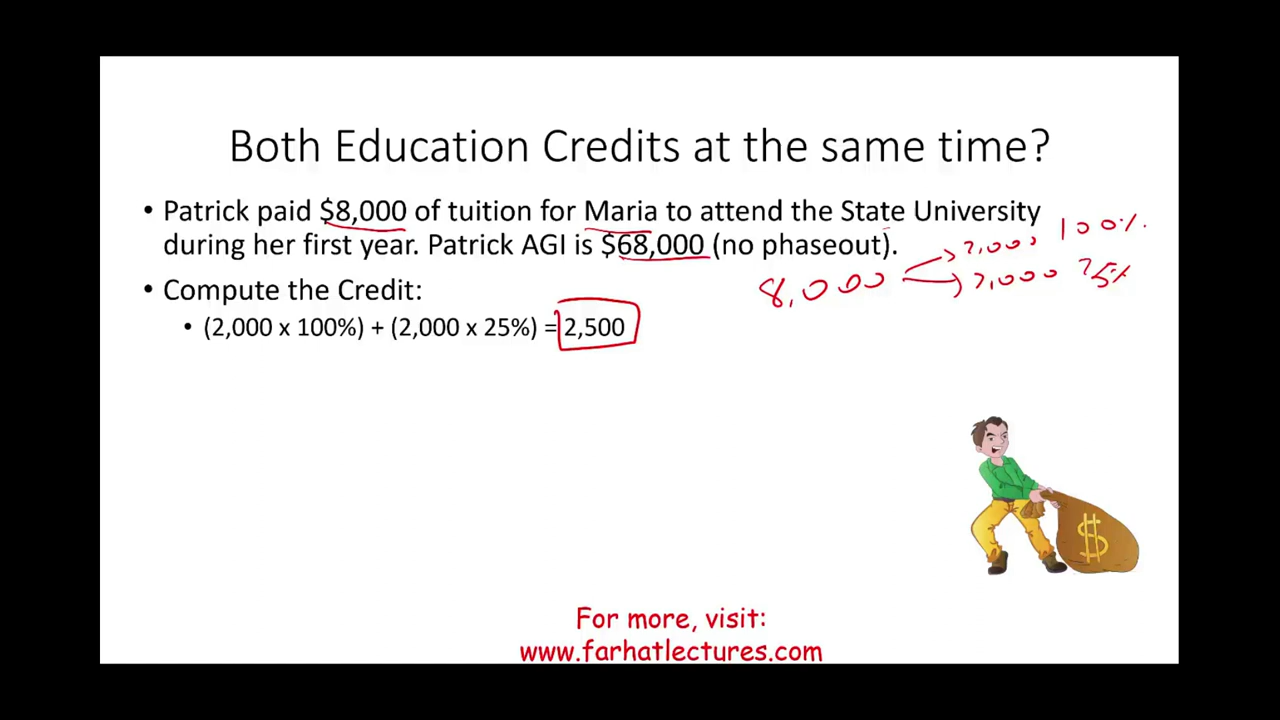 Both Education Credits at the same time?
• Patrick paid $8,000 of tuition for Maria to attend the State University
during her first year. Patrick AGI is $68,000 (no phaseout).
2,000 100%
8,000
2,000 25%
• Compute the Credit:
• (2,000 x 100%) + (2,000 x 25%) = 2,500
$
For more, visit:
www.farhatlectures.com